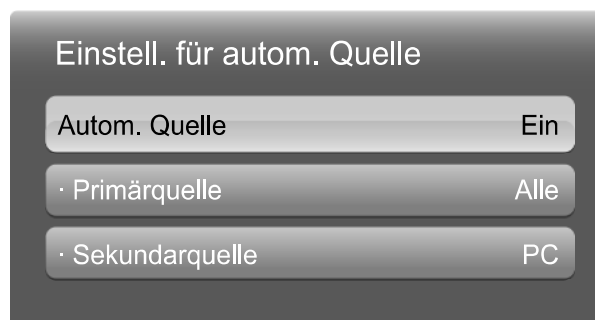 Einstell. für autom. Quelle
Autom. Quelle Ein
· Primärquelle Alle
· Sekundarquelle PC